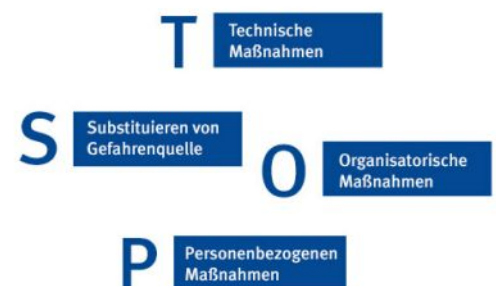 T
Technische
Maßnahmen
S
Substituieren von
Gefahrenquelle
O
Organisatorische
Maßnahmen
P
Personenbezogenen
Maßnahmen